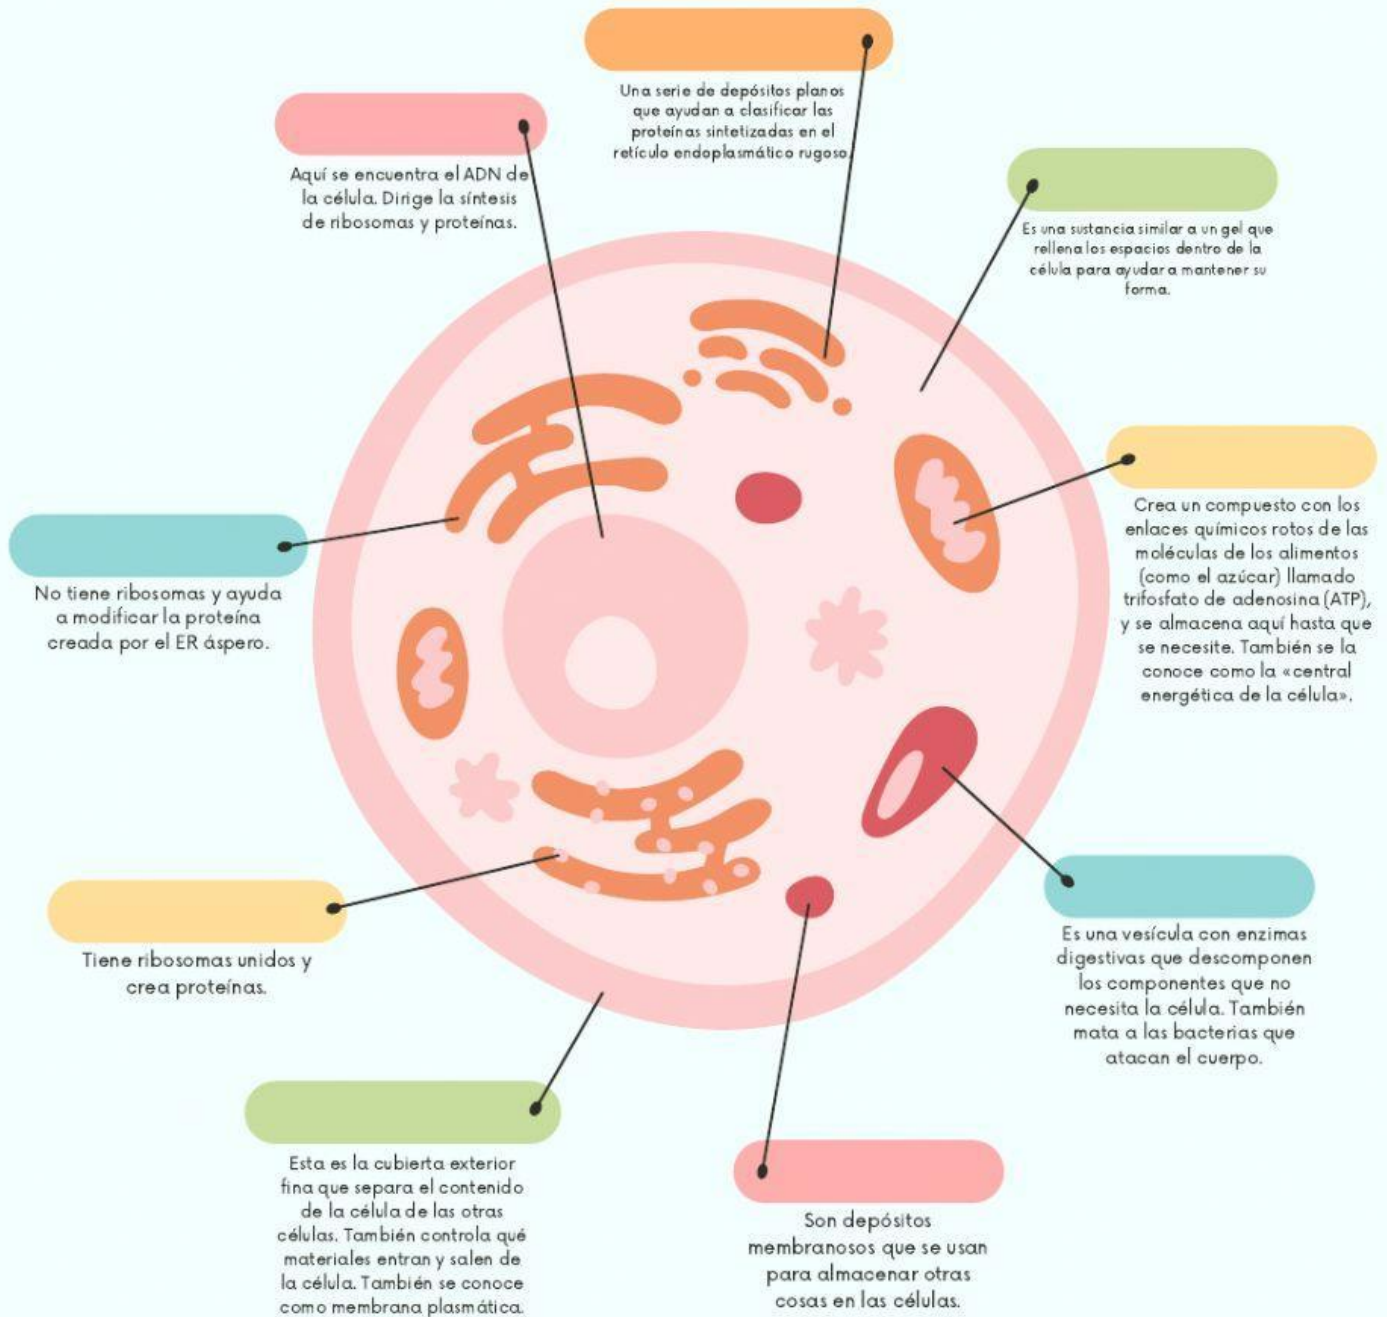 Una serie de depósitos planos
que ayudan a clasificar las
proteínas sintetizadas en el
retículo endoplasmático rugoso.
Aquí se encuentra el ADN de
la célula. Dirige la síntesis
de ribosomas y proteínas.
Es una sustancia similar a un gel que
rellena los espacios dentro de la
célula para ayudar a mantener su
forma.
Crea un compuesto con los
enlaces químicos rotos de las
moléculas de los alimentos
(como el azúcar) llamado
trifosfato de adenosina (ATP),
y se almacena aquí hasta que
se necesite. También se la
conoce como la «central
energética de la célula».
No tiene ribosomas y ayuda
a modificar la proteína
creada por el ER áspero.
Tiene ribosomas unidos y
crea proteínas.
Es una vesícula con enzimas
digestivas que descomponen
los componentes que no
necesita la célula. También
mata a las bacterias que
atacan el cuerpo.
Esta es la cubierta exterior
fina que separa el contenido
de la célula de las otras
células. También controla qué
materiales entran y salen de
la célula. También se conoce
como membrana plasmática.
Son depósitos
membranosos que se usan
para almacenar otras
cosas en las células.